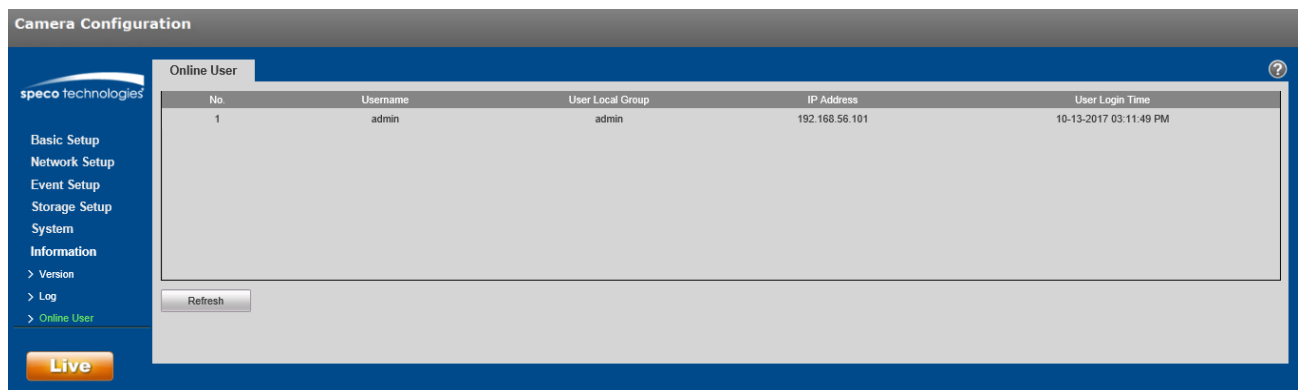 Camera Configuration
speco technologies
Basic Setup
Network Setup
Event Setup
Storage Setup
System
Information
> Version
> Log
> Online User
Live
Online User
?
No. Username User Local Group IP Address User Login Time
1 admin admin 192.168.56.101 10-13-2017 03:11:49 PM
Refresh